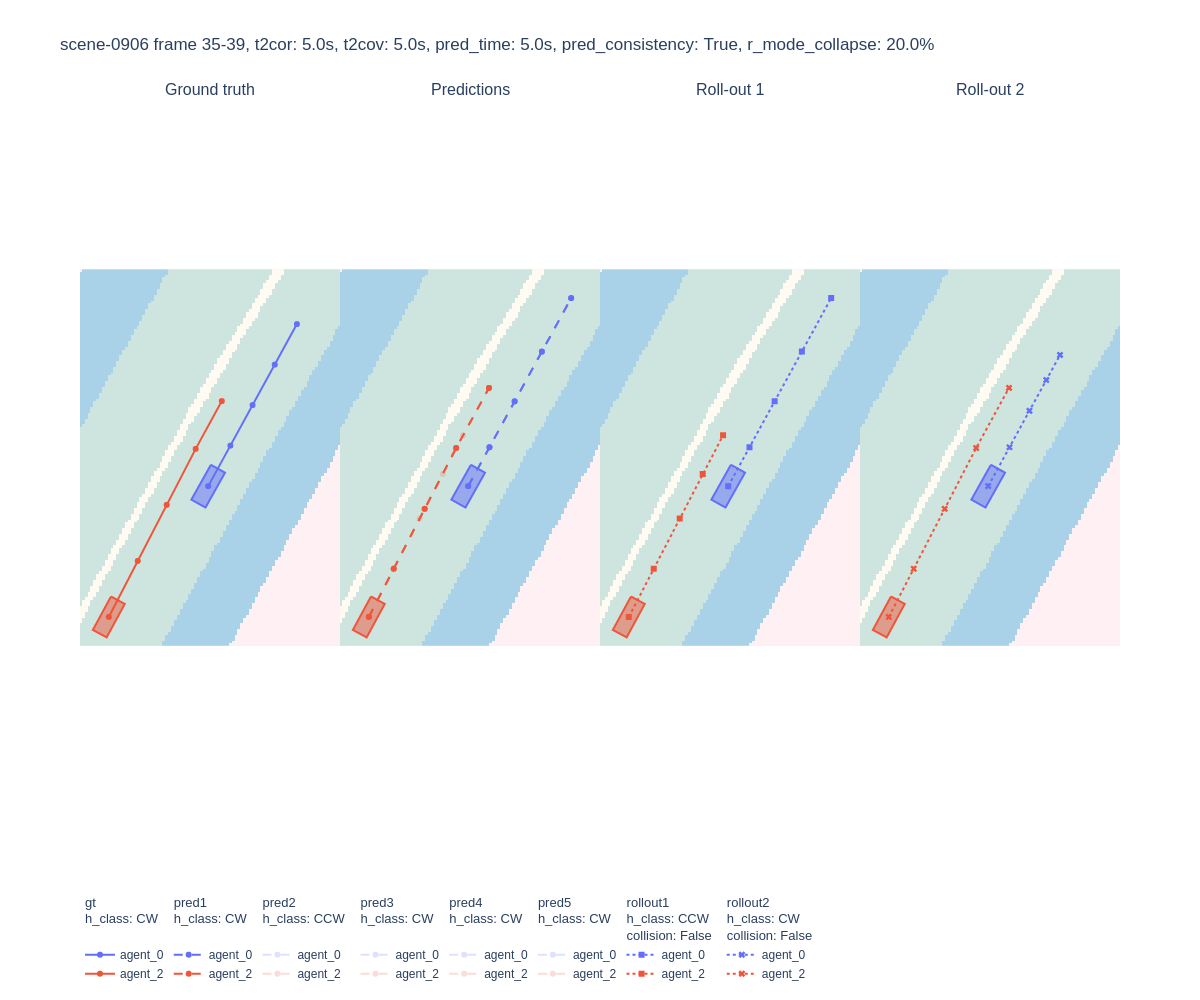 scene-0906 frame 35-39, t2cor: 5.0s, t2cov: 5.0s, pred_time: 5.0s, pred_consistency: True, r_mode_collapse: 20.0%
Ground truth Predictions Roll-out 1 Roll-out 2
gt pred1 pred2 pred3 pred4 pred5 rollout1 rollout2
h_class: CW h_class: CW h_class: CCW h_class: CW h_class: CW h_class: CW h_class: CCW h_class: CW
collision: False collision: False
agent_0 agent_0 agent_0 agent_0 agent_0 agent_0 agent_0 agent_0
agent_2 agent_2 agent_2 agent_2 agent_2 agent_2 agent_2 agent_2